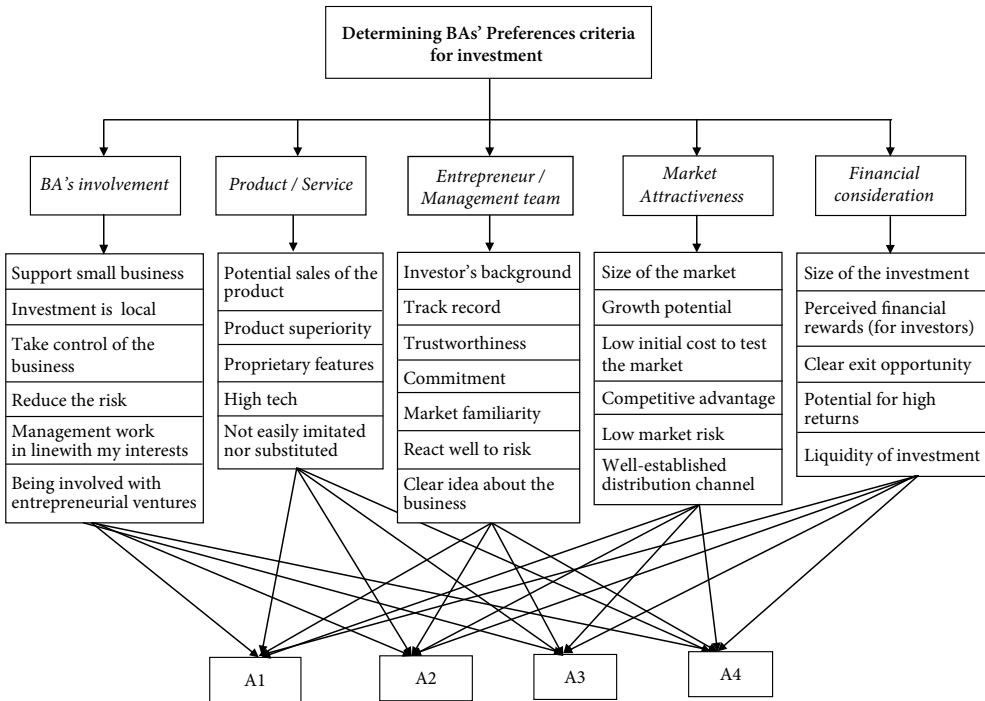 Determining BAs' Preferences criteria
for investment
BA's involvement
Product / Service
Entrepreneur /
Management team
Market
Attractiveness
Financial
consideration
Support small business
Investment is local
Take control of the
business
Reduce the risk
Management work
in linewith my interests
Being involved with
entrepreneurial ventures
Potential sales of the
product
Product superiority
Proprietary features
High tech
Not easily imitated
nor substituted
Investor's background
Track record
Trustworthiness
Commitment
Market familiarity
React well to risk
Clear idea about the
business
Size of the market
Growth potential
Low initial cost to test
the market
Competitive advantage
Low market risk
Well-established
distribution channel
Size of the investment
Perceived financial
rewards (for investors)
Clear exit opportunity
Potential for high
returns
Liquidity of investment
A1
A2
A3
A4